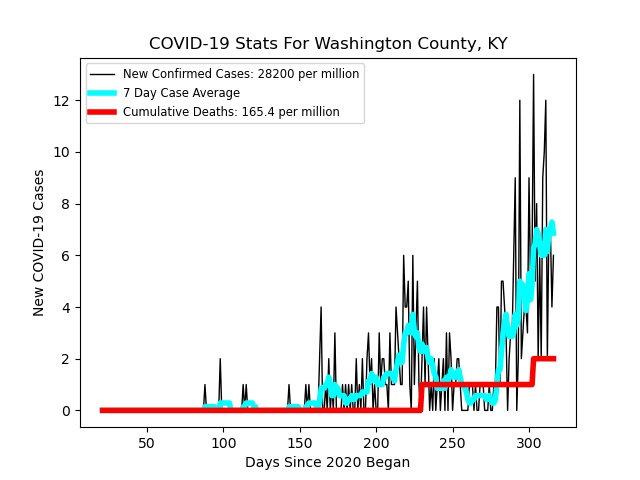 COVID-19 Stats For Washington County, KY
New Confirmed Cases: 28200 per million
7 Day Case Average
Cumulative Deaths: 165.4 per million
New COVID-19 Cases
12
10
8
6
4
2
0
50 100 150 200 250 300
Days Since 2020 Began